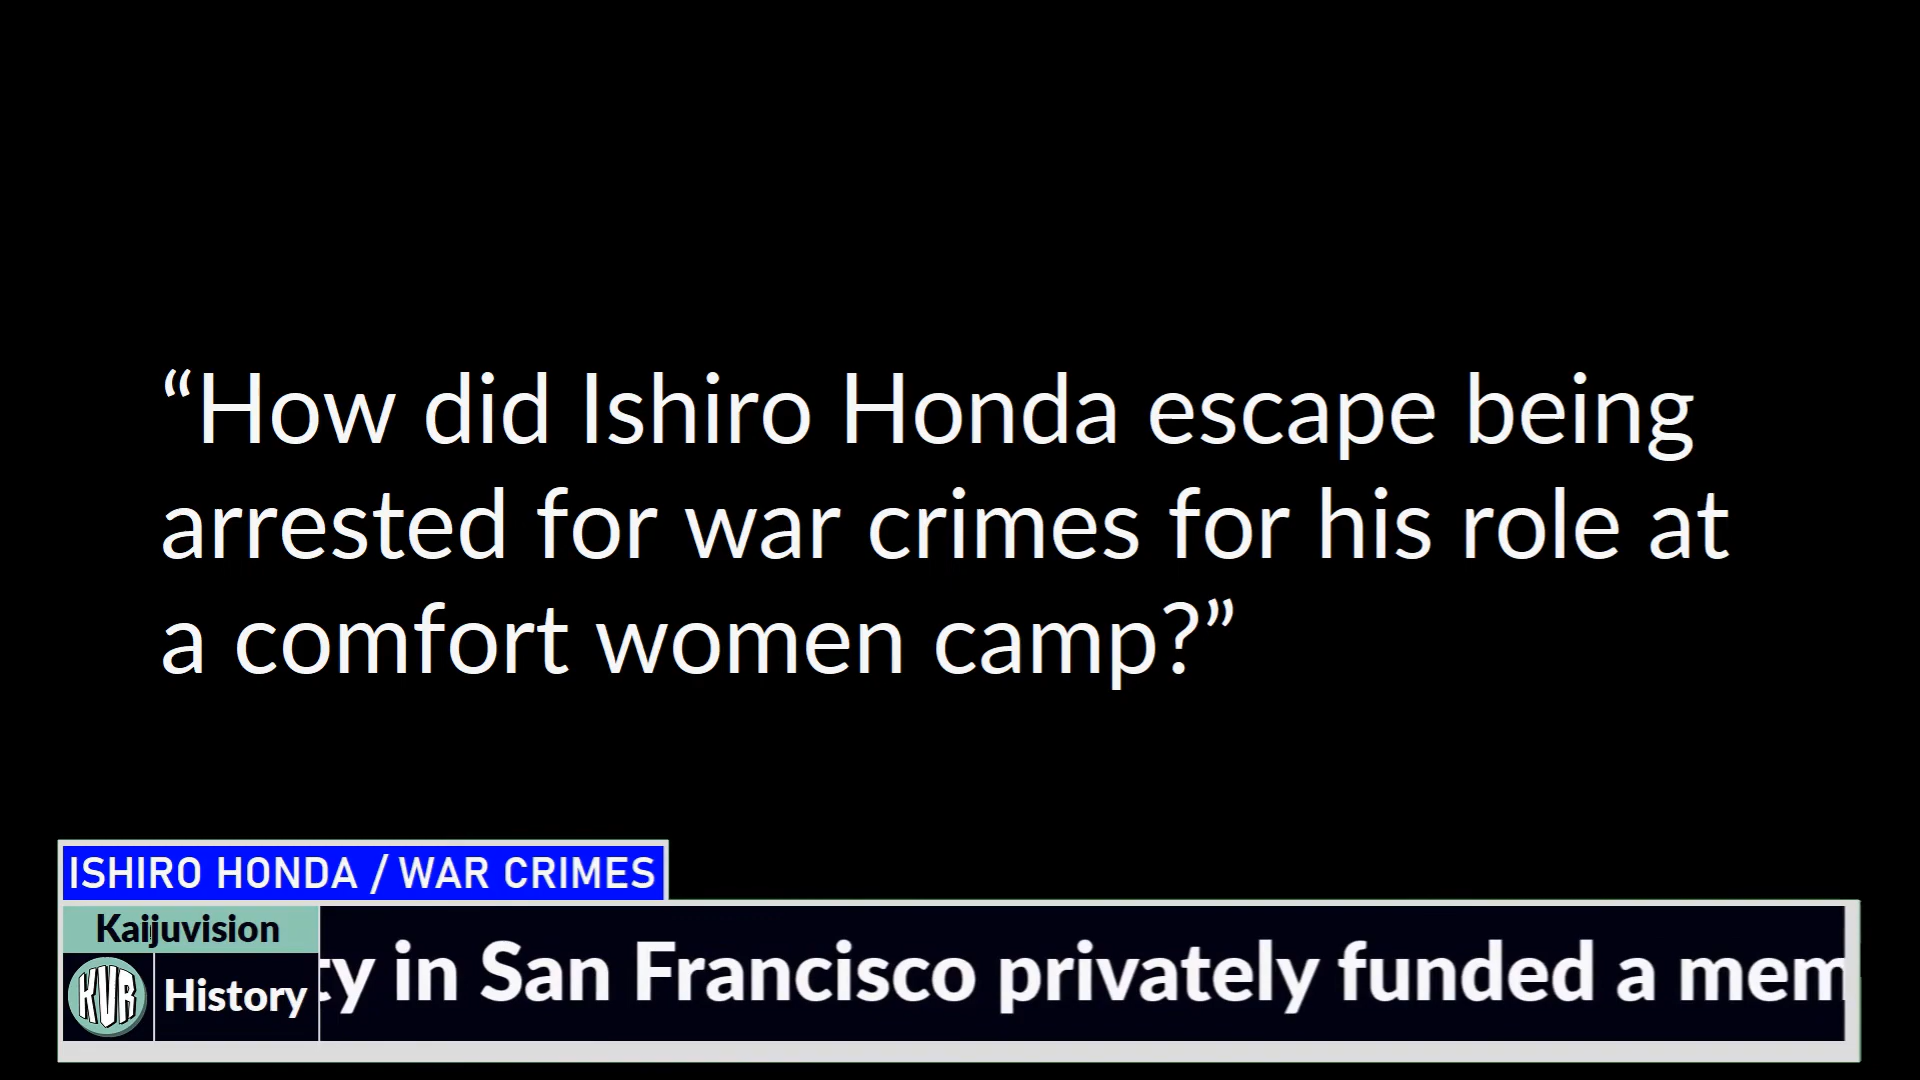 “How did Ishiro Honda escape being
arrested for war crimes for his role at
a comfort women camp?”
ISHIRO HONDA / WAR CRIMES
Kaijuvision
KVR
History
in San Francisco privately funded a